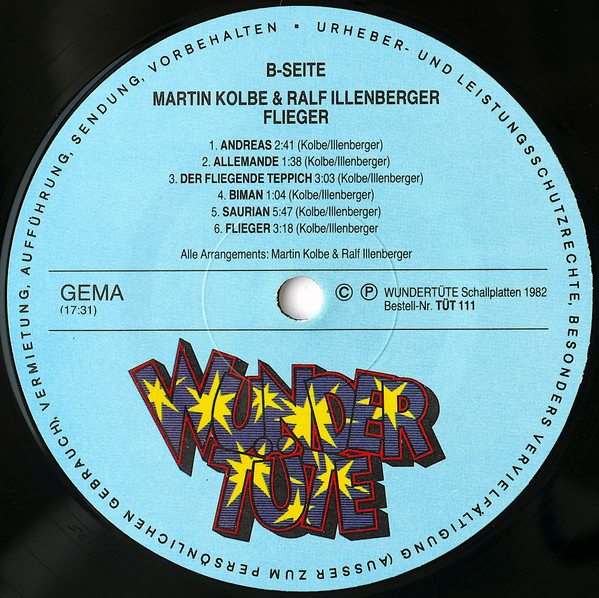 URHEBER- UND LEISTUNGSSCHUTZRECHTE, BESONDERS VERVIELFÄLTIGUNG (AUSSER ZUM PERSÖNLICHEN GEBRAUCH), VERMIETUNG, AUFFÜHRUNG, SENDUNG, VORBEHALTEN •
B-SEITE
MARTIN KOLBE & RALF ILLENBERGER
FLIEGER
1. ANDREAS 2:41 (Kolbe/Illenberger)
2. ALLEMANDE 1:38 (Kolbe/Illenberger)
3. DER FLIEGENDE TEPPICH 3:03 (Kolbe/Illenberger)
4. BIMAN 1:04 (Kolbe/Illenberger)
5. SAURIAN 5:47 (Kolbe/Illenberger
6. FLIEGER 3:18 (Kolbe/Illenberger
Alle Arrangements: Martin Kolbe & Ralf Illenberger
GEMA
(17:31)
© ℗ WUNDERTÜTE Schallplatten 1982
Bestell-Nr. TÜT 111
WUNDER
TÜTE